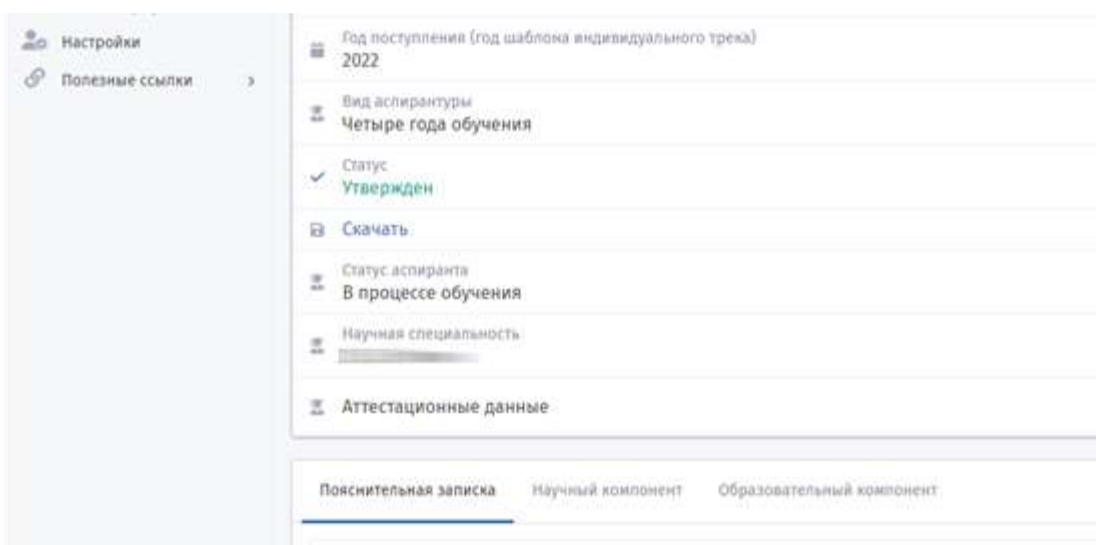 Настройки
Полезные ссылки
Год поступления (год шаблона индивидуального трека)
2022
Вид аспирантуры
Четыре года обучения
Статус
Утвержден
Скачать
Статус аспиранта
В процессе обучения
Научная специальность
Аттестационные данные
Пояснительная записка Научный компонент Образовательный компонент